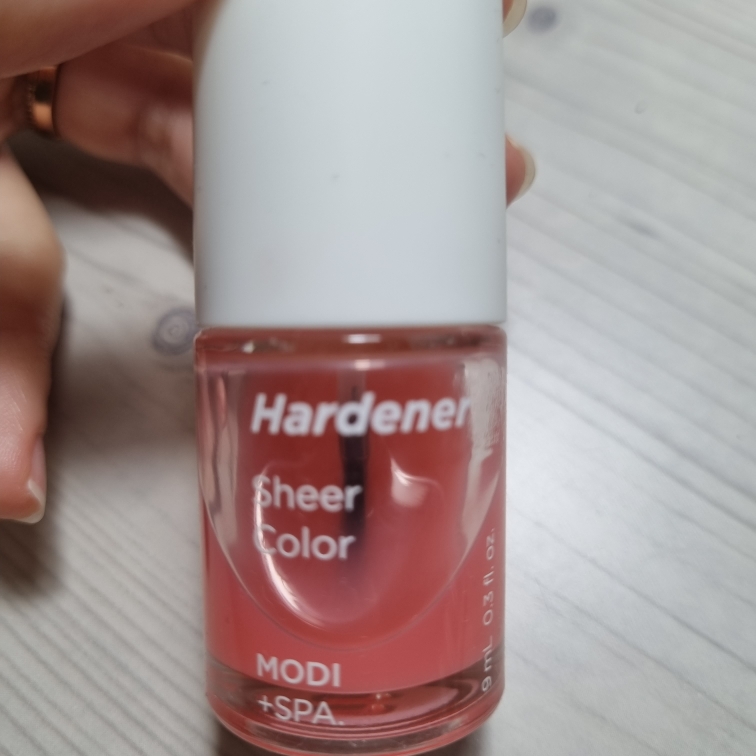 Hardener
Sheer
Color
MODI
+SPA.
9 mL 0.3 fl. oz.